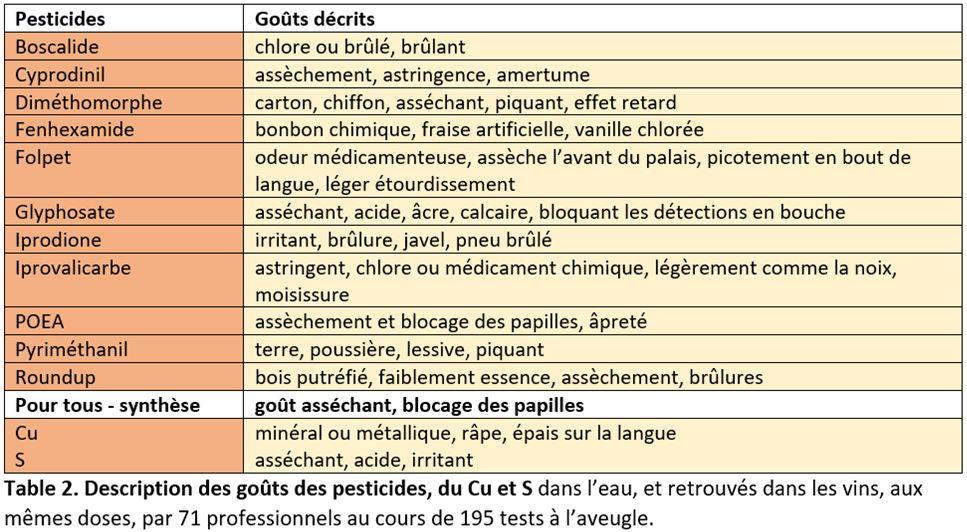 Pesticides Goûts décrits
Boscalide chlore ou brûlé, brûlant
Cyprodinil assèchement, astringence, amertume
Diméthomorphe carton, chiffon, asséchant, piquant, effet retard
Fenhexamide bonbon chimique, fraise artificielle, vanille chlorée
Folpet odeur médicamenteuse, assèche l’avant du palais, picotement en bout de
langue, léger étourdissement
Glyphosate asséchant, acide, âcre, calcaire, bloquant les détections en bouche
Iprodione irritant, brûlure, javel, pneu brûlé
Iprovalicarbe astringent, chlore ou médicament chimique, légèrement comme la noix,
moisissure
POEA assèchement et blocage des papilles, âpreté
Pyriméthanil terre, poussière, lessive, piquant
Roundup bois putréfié, faiblement essence, assèchement, brûlures
Pour tous - synthèse goût asséchant, blocage des papilles
Cu minéral ou métallique, râpe, épais sur la langue
S asséchant, acide, irritant
Table 2. Description des goûts des pesticides, du Cu et S dans l’eau, et retrouvés dans les vins, aux
mêmes doses, par 71 professionnels au cours de 195 tests à l’aveugle.